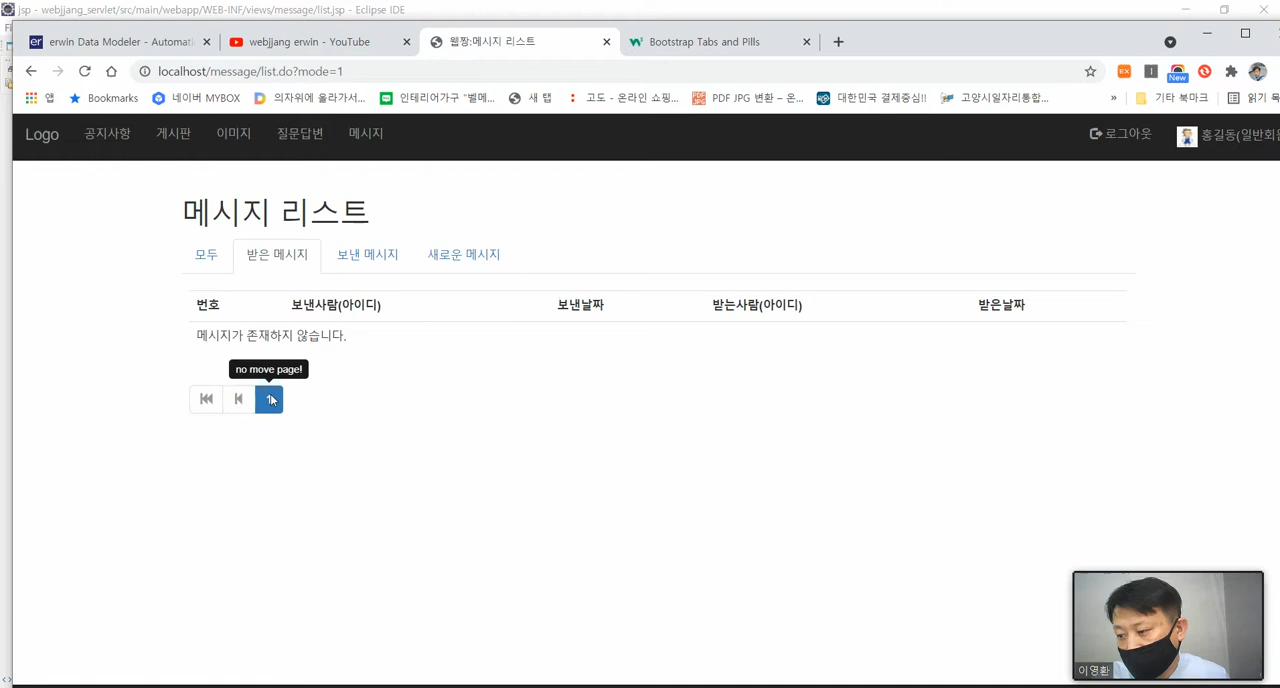 jsp - webjjang_servlet/src/main/webapp/WEB-INF/views/message/list.jsp - Eclipse IDE
erwin Data Modeler - Automati
webjjang erwin - YouTube
웹짱:메시지 리스트
Bootstrap Tabs and Pills
localhost/message/list.do?mode=1
New
앱
Bookmarks
네이버 MYBOX
의자위에 올라가서...
인테리어가구 "벨메...
새 탭
고도 - 온라인 쇼핑...
PDF JPG 변환 – 온...
대한민국 결제중심!!
고양시일자리통합...
»
기타 북마크
읽기 목
Logo
공지사항
게시판
이미지
질문답변
메시지
로그아웃
홍길동(일반회원
메시지 리스트
모두
받은 메시지
보낸 메시지
새로운 메시지
번호
보낸사람(아이디)
보낸날짜
받는사람(아이디)
받은날짜
메시지가 존재하지 않습니다.
no move page!
1
이영환